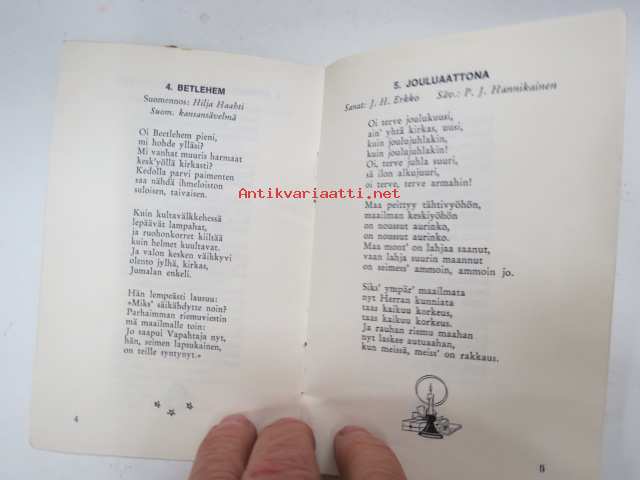 4. BETLEHEM
Suomennos: Hilja Haahti
Suom. kansansävelmä
Oi Beetlehem pieni,
mi hohde ylläsi?
Mi vanhat muuris harmaat
kesk'yöllä kirkasti?
Kedolla parvi paimenten
saa nähdä ihmeloiston
suloisen, taivaisen.
Kuin kultavälkkehessä
lepäävät lampahat,
ja ruohonkorret kiiltää
kuin helmet kuultavat.
Ja valon kesken väikkyvi
olento jylhä, kirkas,
Jumalan enkeli.
Hän lempeästi lausuu:
»Miks' säikähdytte noin?
Parhaimman riemuviestin
mä maailmalle toin:
Jo saapui Vapahtaja nyt,
hän, seimen lapsukainen,
on teille syntynyt.»
4
5. JOULUAATTONA
Sanat: J. H. Erkko Säv.: P. J. Hannikainen
Oi terve joulukuusi,
ain' yhtä kirkas, uusi,
kuin joulujuhlakin!
kuin joulujuhlakin!
Oi, terve juhla suuri,
sä ilon alkujuuri,
oi terve, terve armahin!
Maa peittyy tähtivyöhön,
maailman keskiyöhön,
on noussut aurinko,
on noussut aurinko.
Maa mont' on lahjaa saanut,
vaan lahja suurin maannut
on seimess' ammoin, ammoin jo.
Siks' ympär' maailmata
nyt Herran kunniata
taas kaikuu korkeus,
taas kaikuu korkeus.
Ja rauhan riemu maahan
nyt laskee autuaahan,
kun meissä, meiss' on rakkaus.
5
Antikvariaatti.net